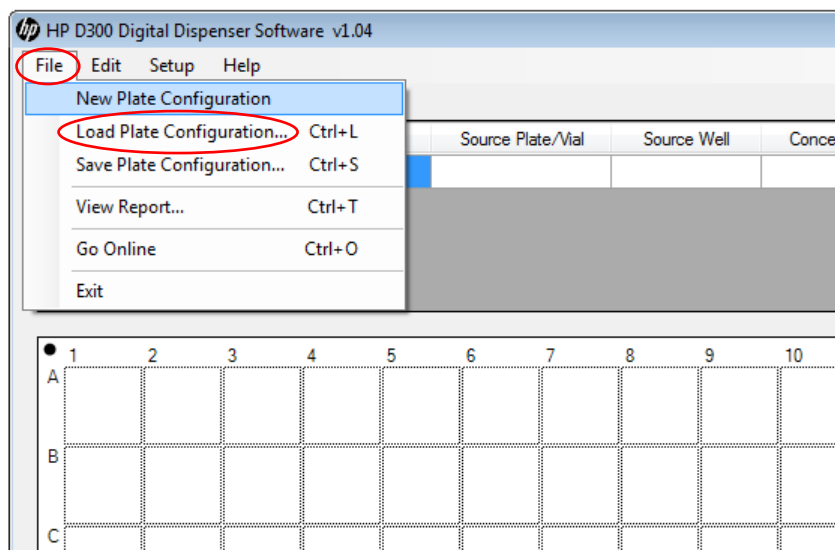 hp HP D300 Digital Dispenser Software v1.04
File Edit Setup Help
New Plate Configuration
Load Plate Configuration... Ctrl+L
Save Plate Configuration... Ctrl+S
View Report... Ctrl+T
Go Online Ctrl+O
Exit
Source Plate/Vial Source Well Conce
1 2 3 4 5 6 7 8 9 10
A
B
C